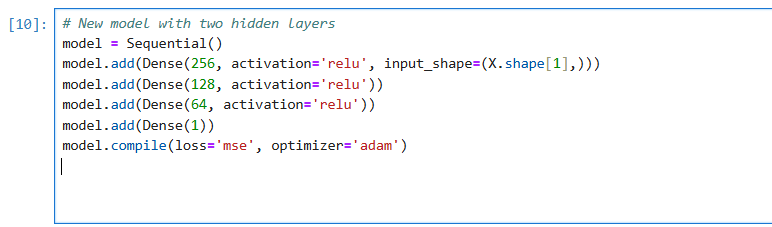 [10]: # New model with two hidden layers
model = Sequential()
model.add(Dense(256, activation='relu', input_shape=(X.shape[1],)))
model.add(Dense(128, activation='relu'))
model.add(Dense(64, activation='relu'))
model.add(Dense(1))
model.compile(loss='mse', optimizer='adam')